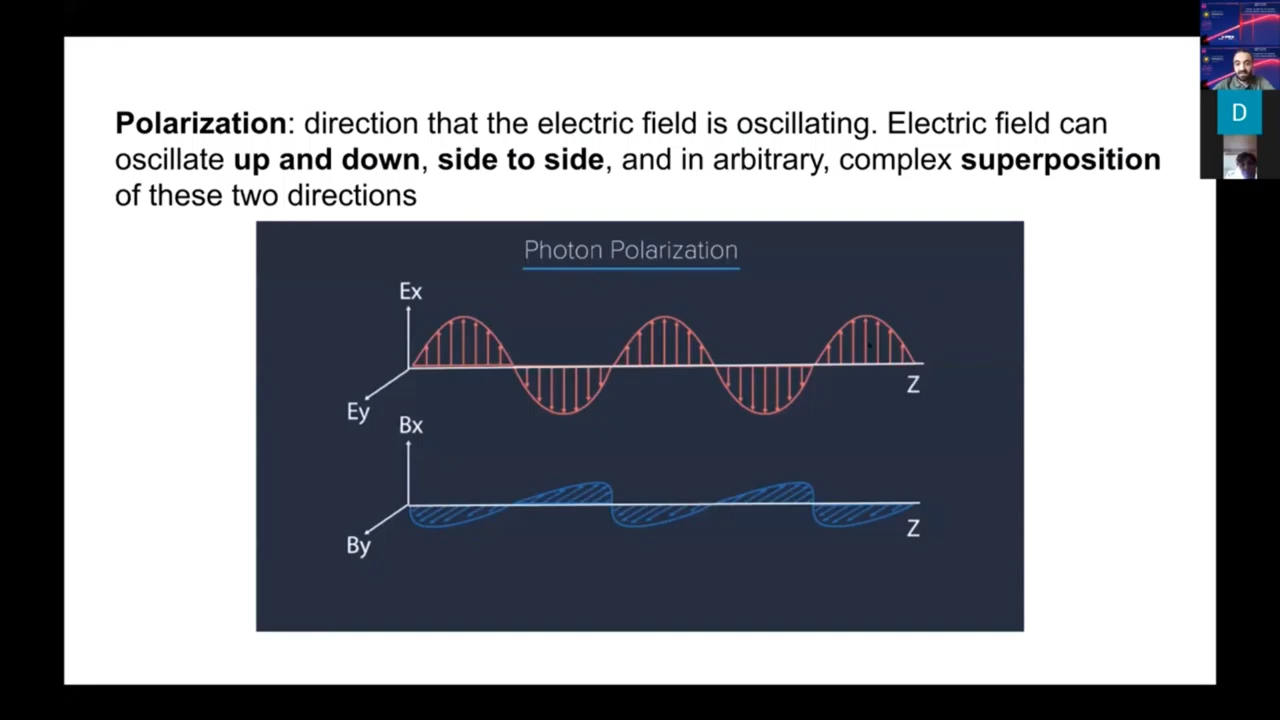 Polarization: direction that the electric field is oscillating. Electric field can
oscillate up and down, side to side, and in arbitrary, complex superposition
of these two directions
Photon Polarization
Ex
Ey
Z
Bx
By
Z
D